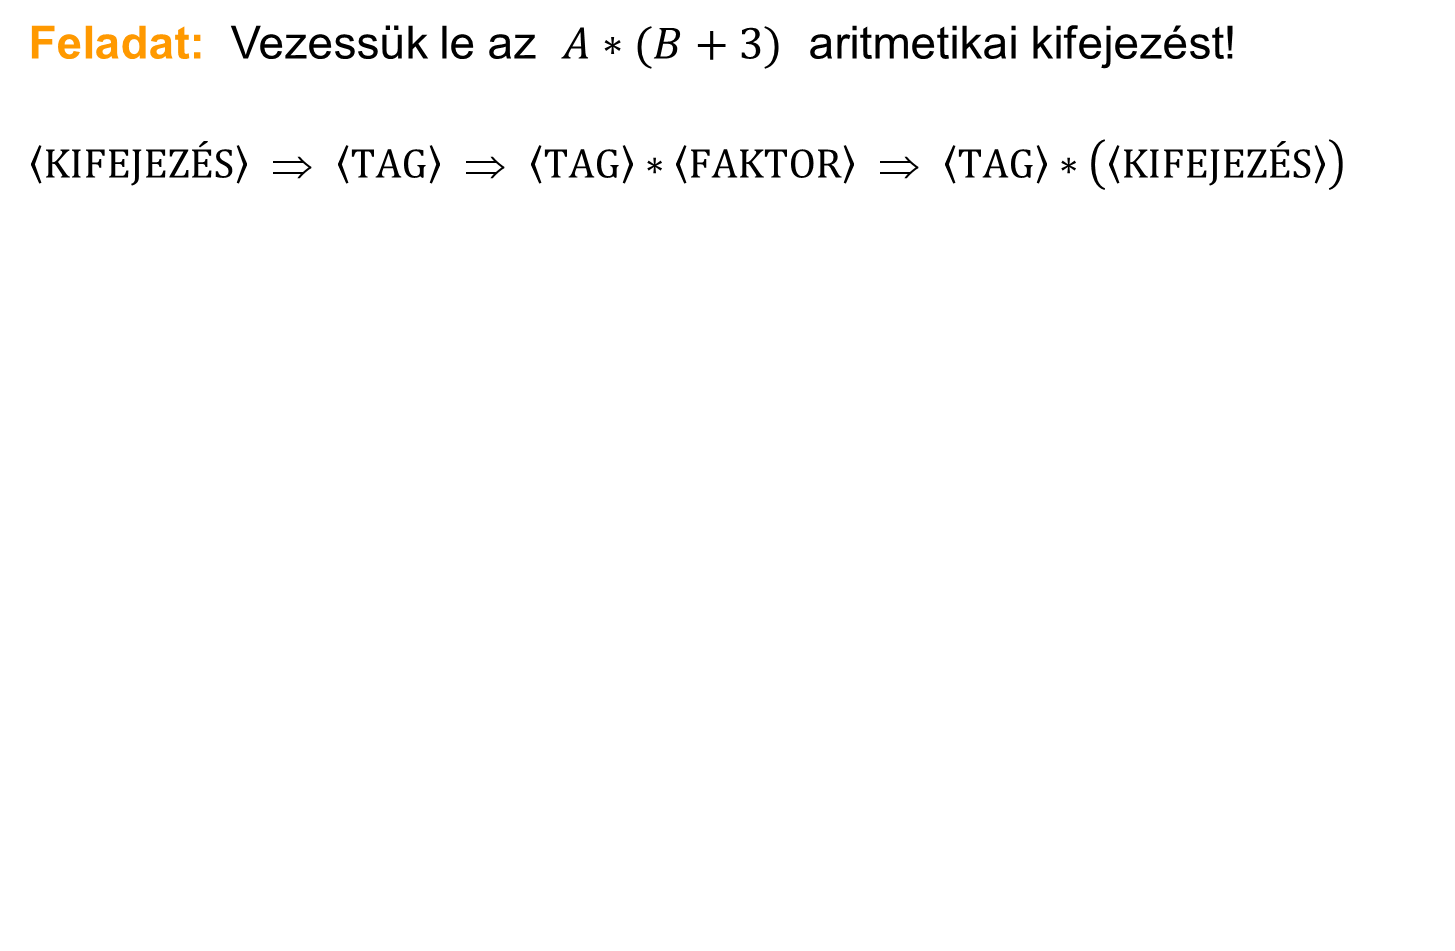 Feladat: Vezessük le az A ∗ (B + 3) aritmetikai kifejezést!
⟨KIFEJEZÉS⟩ ⇒ ⟨TAG⟩ ⇒ ⟨TAG⟩ ∗ ⟨FAKTOR⟩ ⇒ ⟨TAG⟩ ∗ (⟨KIFEJEZÉS⟩)